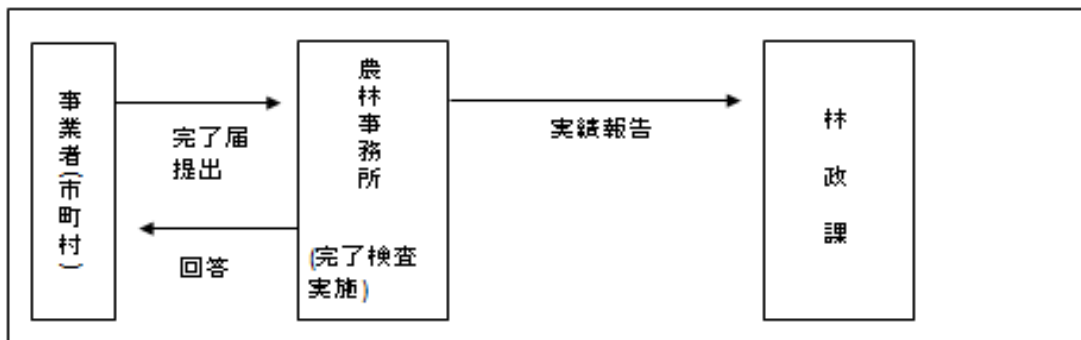 事業者(市町村)
完了届
提出
回答
農林事務所
(完了検査
実施)
実績報告
林政課